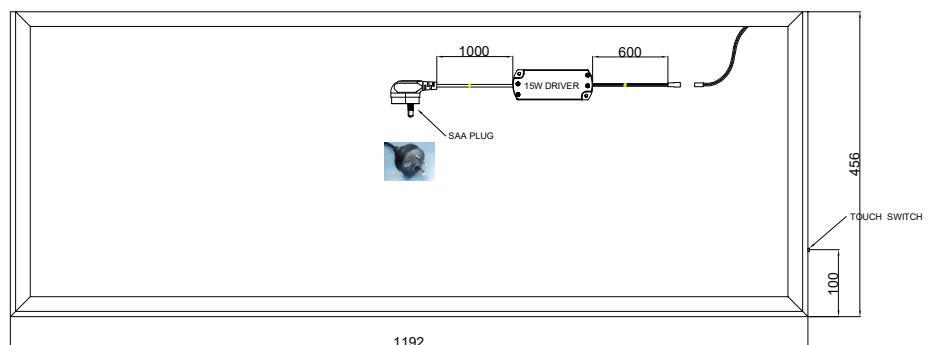 1000
600
15W DRIVER
SAA PLUG
456
TOUCH SWITCH
100
1192